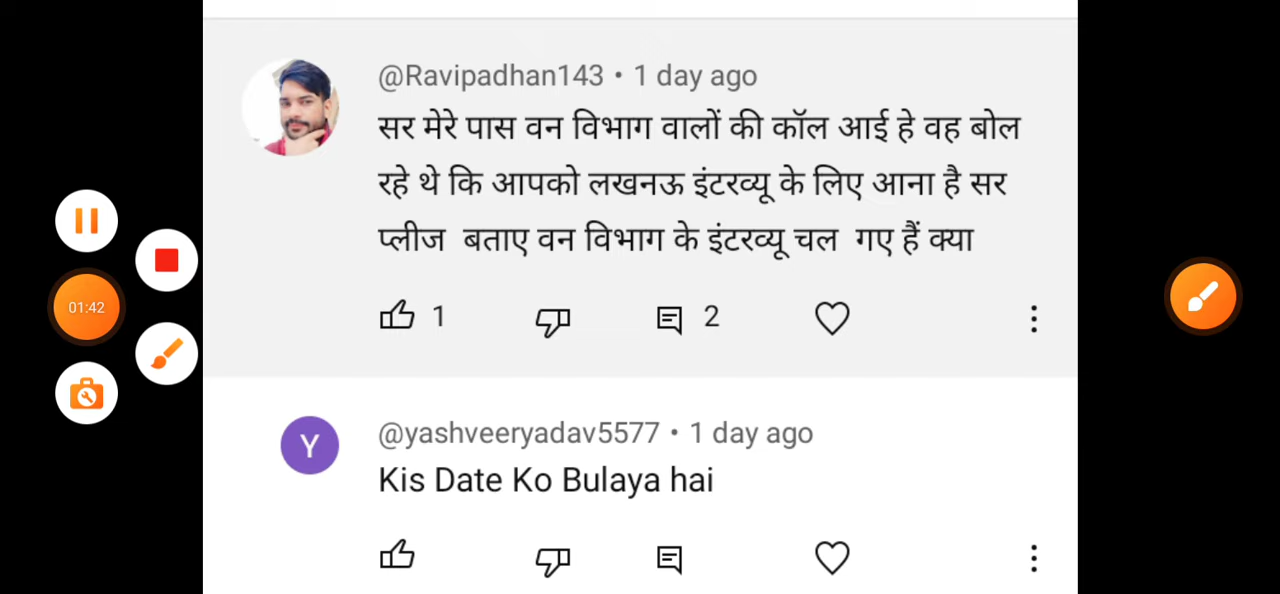 @Ravipadhan143 • 1 day ago
सर मेरे पास वन विभाग वालों की कॉल आई हे वह बोल
रहे थे कि आपको लखनऊ इंटरव्यू के लिए आना है सर
प्लीज बताए वन विभाग के इंटरव्यू चल गए हैं क्या
1 2
01:42
Y @yashveeryadav5577 • 1 day ago
Kis Date Ko Bulaya hai